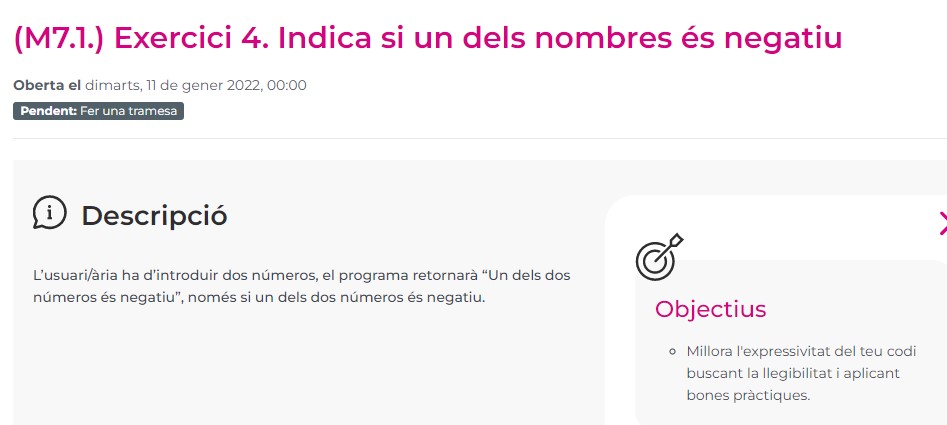 (M7.1.) Exercici 4. Indica si un dels nombres és negatiu
Oberta el dimarts, 11 de gener 2022, 00:00
Pendent: Fer una tramesa
Descripció
L’usuari/ària ha d’introduir dos números, el programa retornarà “Un dels dos
números és negatiu”, només si un dels dos números és negatiu.
Objectius
Millora l'expressivitat del teu codi
buscant la llegibilitat i aplicant
bones pràctiques.